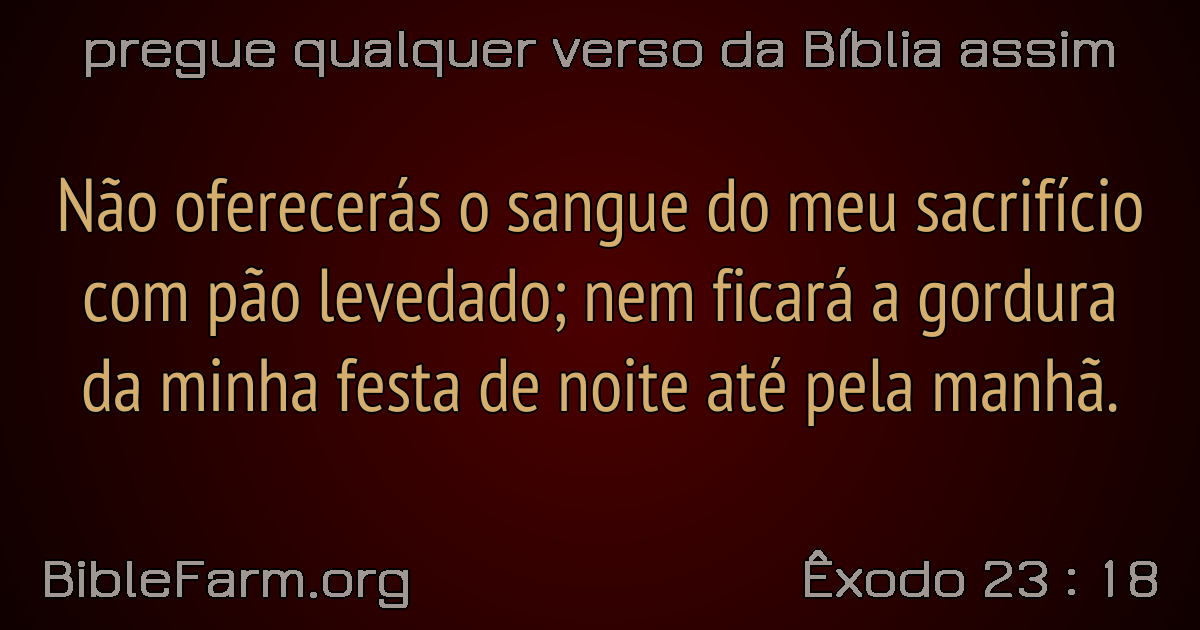 pregue qualquer verso da Bíblia assim
Não oferecerás o sangue do meu sacrifício
com pão levedado; nem ficará a gordura
da minha festa de noite até pela manhã.
BibleFarm.org
Êxodo 23 : 18